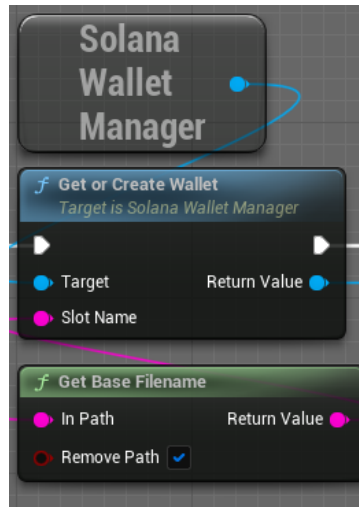 Solana
Wallet
Manager
f Get or Create Wallet
Target is Solana Wallet Manager
Target Return Value
Slot Name
f Get Base Filename
In Path Return Value
Remove Path